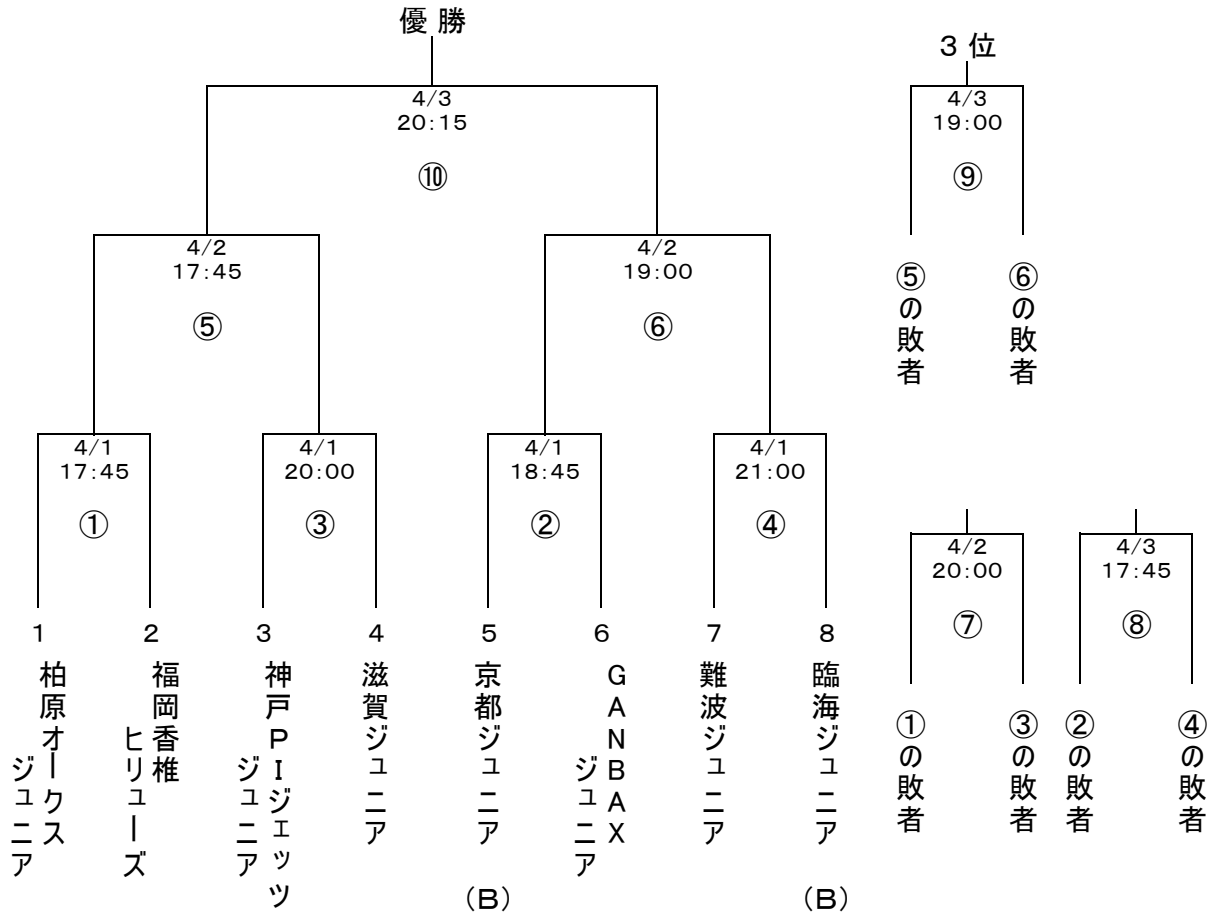 優 勝
3 位
4/3
20:15
⑩
4/3
19:00
⑨
4/2
17:45
⑤
4/2
19:00
⑥
⑤の敗者
⑥の敗者
4/1
17:45
①
4/1
20:00
③
4/1
18:45
②
4/1
21:00
④
4/2
20:00
⑦
4/3
17:45
⑧
1
2
3
4
5
6
7
8
柏原オークス
ジュニア
福岡香椎
ヒリューズ
神戸PIジェッツ
ジュニア
滋賀ジュニア
京都ジュニア
(B)
GANBAX
ジュニア
難波ジュニア
臨海ジュニア
(B)
①の敗者
③の敗者
②の敗者
④の敗者